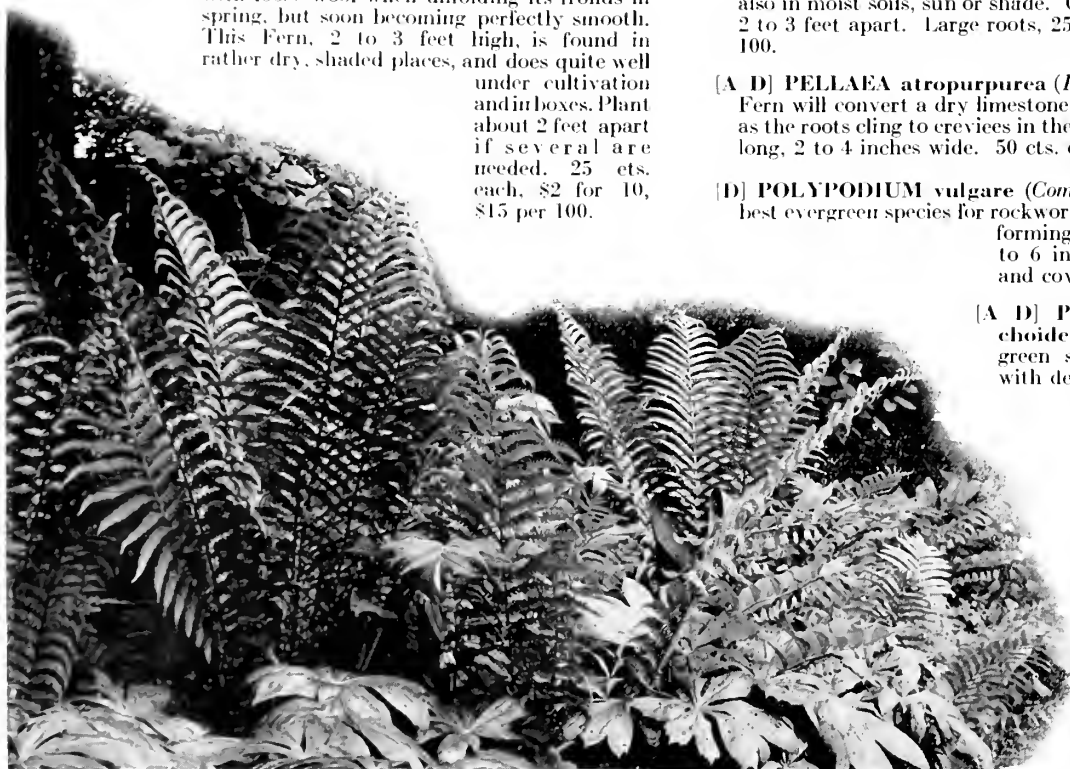 spring, but soon becoming perfectly smooth.
This Fern, 2 to 3 feet high, is found in
rather dry, shaded places, and does quite well
under cultivation
and in boxes. Plant
about 2 feet apart
if several are
needed. 25 cts.
each, $2 for 10,
$15 per 100.
also in moist soils, sun or shade.
2 to 3 feet apart. Large roots, 25
100.
[A D] PELLAEA atropurpurea (
Fern will convert a dry limestone
as the roots cling to crevices in the
long, 2 to 4 inches wide. 50 cts.
[D] POLYPODIUM vulgare (Com
best evergreen species for rockwor
forming
to 6 in
and cov
[A D] P
choide
green s
with de